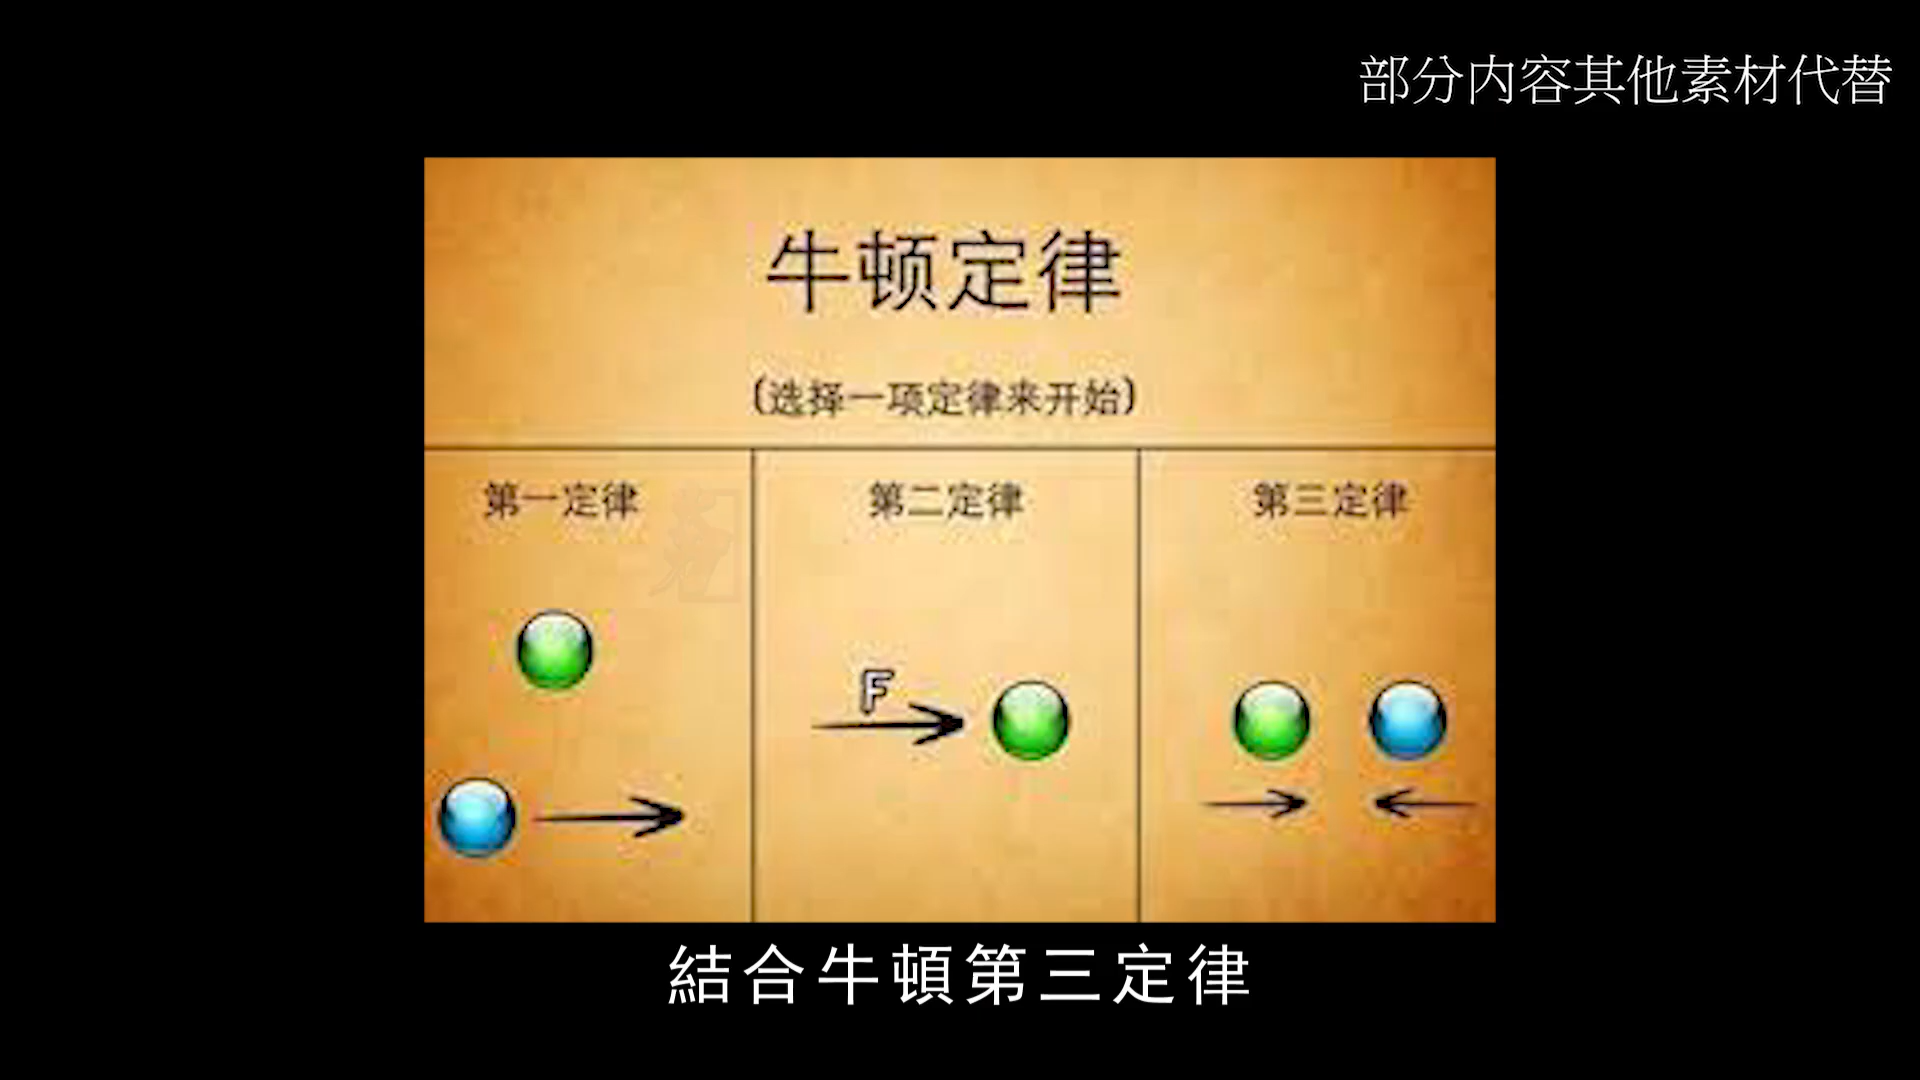 部分内容其他素材代替
牛顿定律
(选择一项定律来开始)
第一定律
第二定律
第三定律
F
結合牛頓第三定律